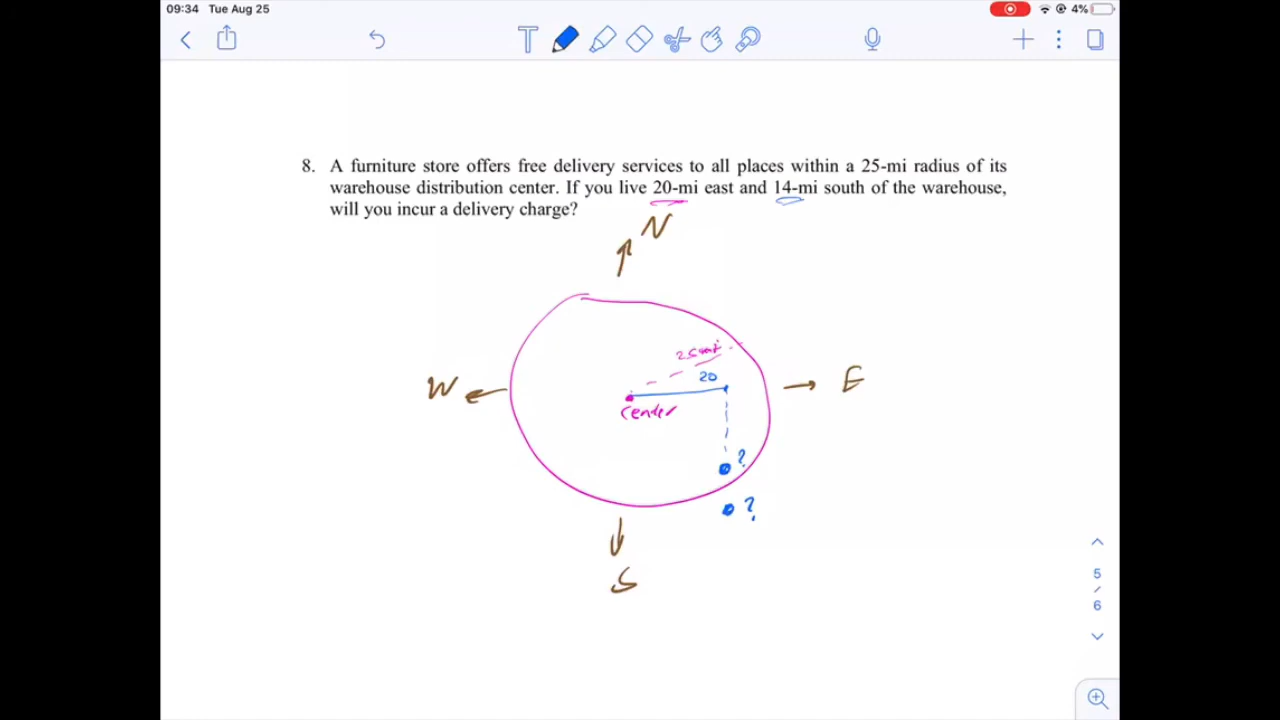 09:34 Tue Aug 25
4%
T
8. A furniture store offers free delivery services to all places within a 25-mi radius of its
warehouse distribution center. If you live 20-mi east and 14-mi south of the warehouse,
will you incur a delivery charge?
N
20
W
E
center
?
?
S
5
/
6